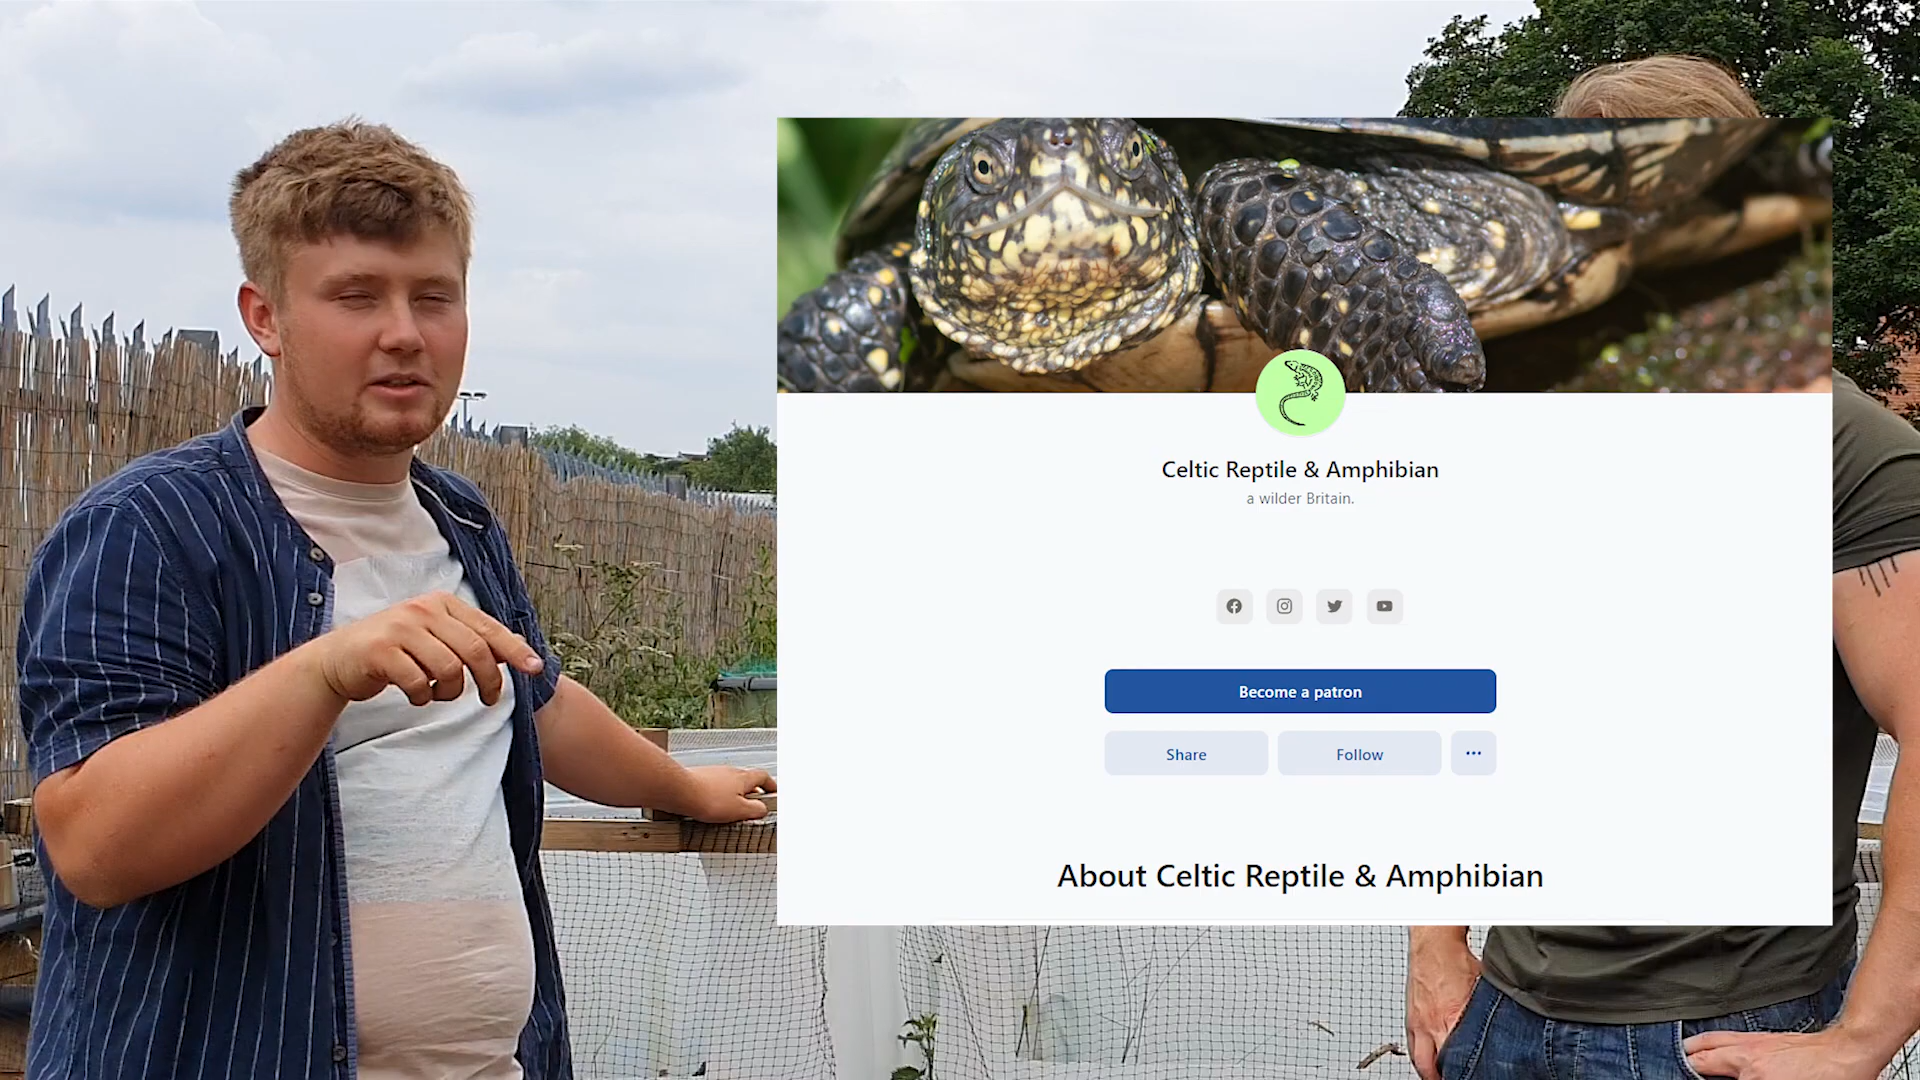 Celtic Reptile & Amphibian
a wilder Britain.
Become a patron
Share
Follow
About Celtic Reptile & Amphibian